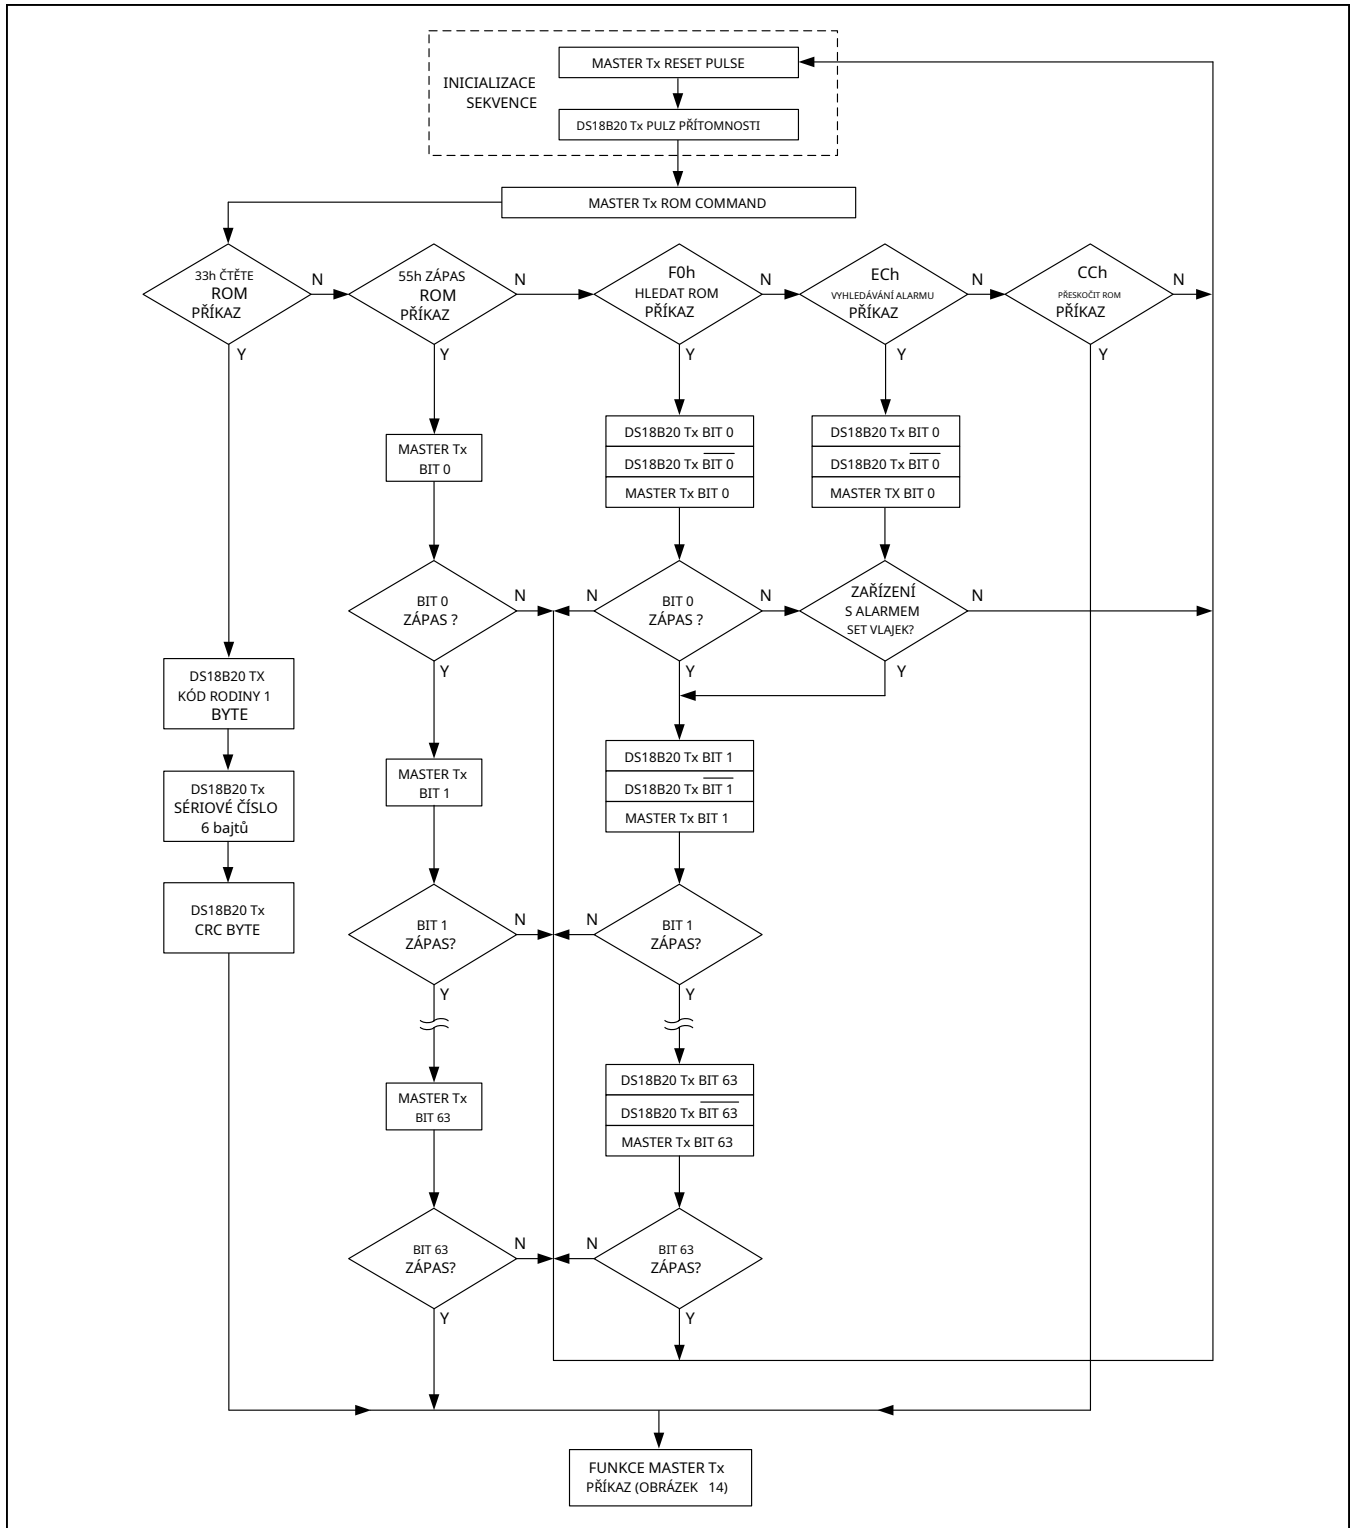 MASTER Tx RESET PULSE
INICIALIZACE
SEKVENCE
DS18B20 Tx PULZ PŘÍTOMNOSTI
MASTER Tx ROM COMMAND
33h ČTĚTE
ROM
PŘÍKAZ
N
Y
55h ZÁPAS
ROM
PŘÍKAZ
N
Y
F0h
HLEDAT ROM
PŘÍKAZ
N
Y
ECh
VYHLEDÁVÁNÍ ALARMU
PŘÍKAZ
N
Y
CCh
PŘESKOČIT ROM
PŘÍKAZ
N
Y
MASTER Tx
BIT 0
DS18B20 Tx BIT 0
DS18B20 Tx BIT 0
MASTER Tx BIT 0
DS18B20 Tx BIT 0
DS18B20 Tx BIT 0
MASTER TX BIT 0
BIT 0
ZÁPAS ?
N
Y
N
BIT 0
ZÁPAS ?
N
Y
ZAŘÍZENÍ
S ALARMEM
SET VLAJEK?
N
Y
DS18B20 TX
KÓD RODINY 1
BYTE
DS18B20 Tx
SÉRIOVÉ ČÍSLO
6 bajtů
DS18B20 Tx
CRC BYTE
MASTER Tx
BIT 1
DS18B20 Tx BIT 1
DS18B20 Tx BIT 1
MASTER Tx BIT 1
BIT 1
ZÁPAS?
N
Y
N
BIT 1
ZÁPAS?
Y
MASTER Tx
BIT 63
DS18B20 Tx BIT 63
DS18B20 Tx BIT 63
MASTER Tx BIT 63
BIT 63
ZÁPAS?
N
Y
N
BIT 63
ZÁPAS?
Y
FUNKCE MASTER Tx
PŘÍKAZ (OBRÁZEK 14)